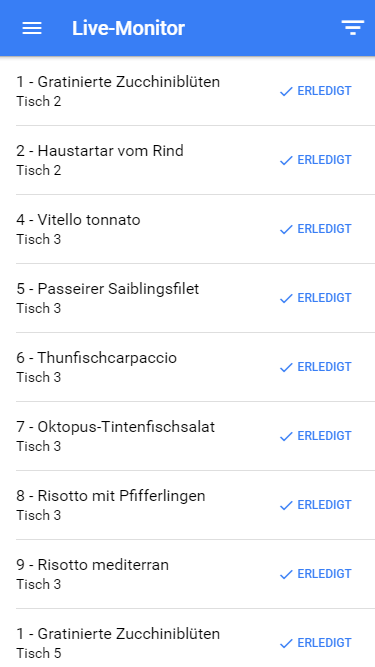 Live-Monitor
1 - Gratinierte Zucchiniblüten
Tisch 2
ERLEDIGT
2 - Haustartar vom Rind
Tisch 2
ERLEDIGT
4 - Vitello tonnato
Tisch 3
ERLEDIGT
5 - Passeirer Saiblingsfilet
Tisch 3
ERLEDIGT
6 - Thunfischcarpaccio
Tisch 3
ERLEDIGT
7 - Oktopus-Tintenfischsalat
Tisch 3
ERLEDIGT
8 - Risotto mit Pfifferlingen
Tisch 3
ERLEDIGT
9 - Risotto mediterran
Tisch 3
ERLEDIGT
1 - Gratinierte Zucchiniblüten
Tisch 5
ERLEDIGT